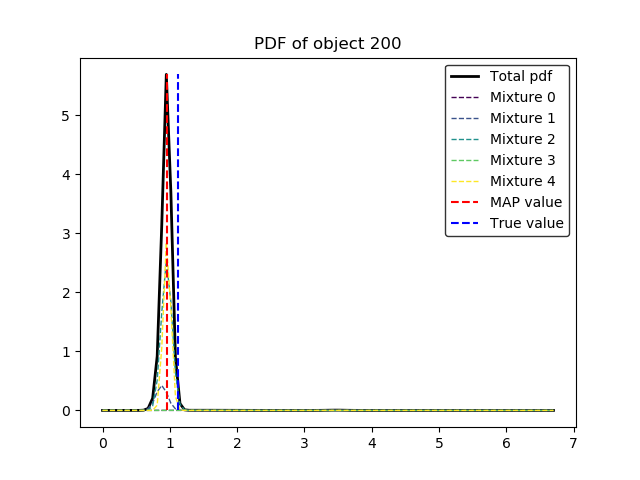 PDF of object 200
Total pdf
Mixture 0
Mixture 1
Mixture 2
Mixture 3
Mixture 4
MAP value
True value
5
4
3
2
1
0
0 1 2 3 4 5 6 7